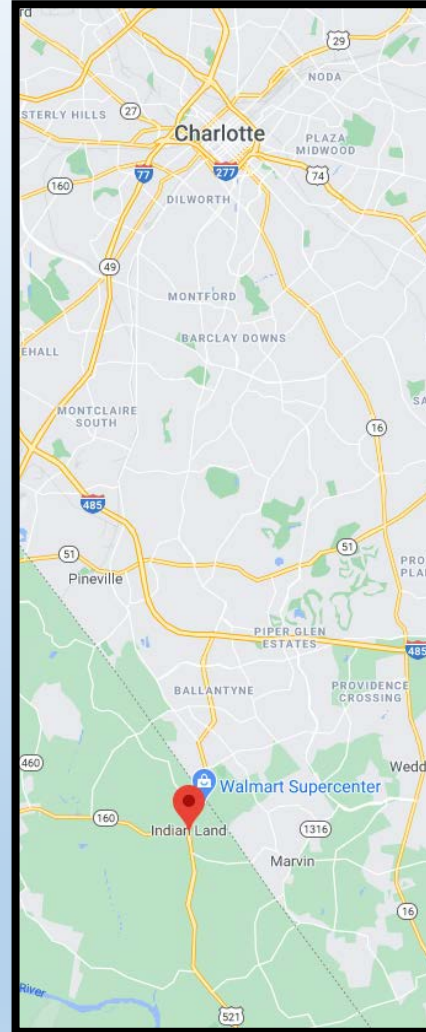 rd
29
NODA
27
STERLY HILLS
Charlotte
PLAZA
MIDWOOD
77
277
74
160
DILWORTH
49
MONTFORD
BARCLAY DOWNS
EHALL
MONTCLAIRE
SOUTH
SA
16
485
51
51
Pineville
PRO
PLA
PIPER GLEN
ESTATES
485
BALLANTYNE
PROVIDENCE
CROSSING
460
Wedd
Walmart Supercenter
160
Indian Land
1316
Marvin
16
River
521